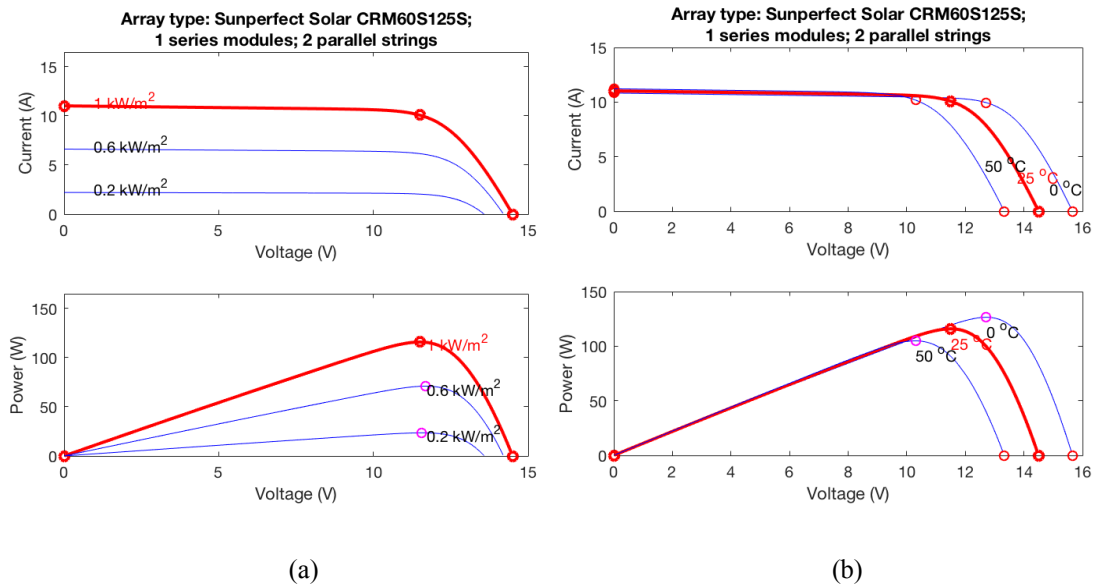 Array type: Sunperfect Solar CRM60S125S;
1 series modules; 2 parallel strings
15
10
5
0
Current (A)
1 kW/m²
0.6 kW/m²
0.2 kW/m²
0 5 10 15
Voltage (V)
100
50
0
Power (W)
1 kW/m²
0.6 kW/m²
0.2 kW/m²
0 5 10 15
Voltage (V)
(a)
Array type: Sunperfect Solar CRM60S125S;
1 series modules; 2 parallel strings
15
10
5
0
Current (A)
50 °C
25 °C
0 °C
0 2 4 6 8 10 12 14 16
Voltage (V)
150
100
50
0
Power (W)
0 °C
25 °C
50 °C
0 2 4 6 8 10 12 14 16
Voltage (V)
(b)